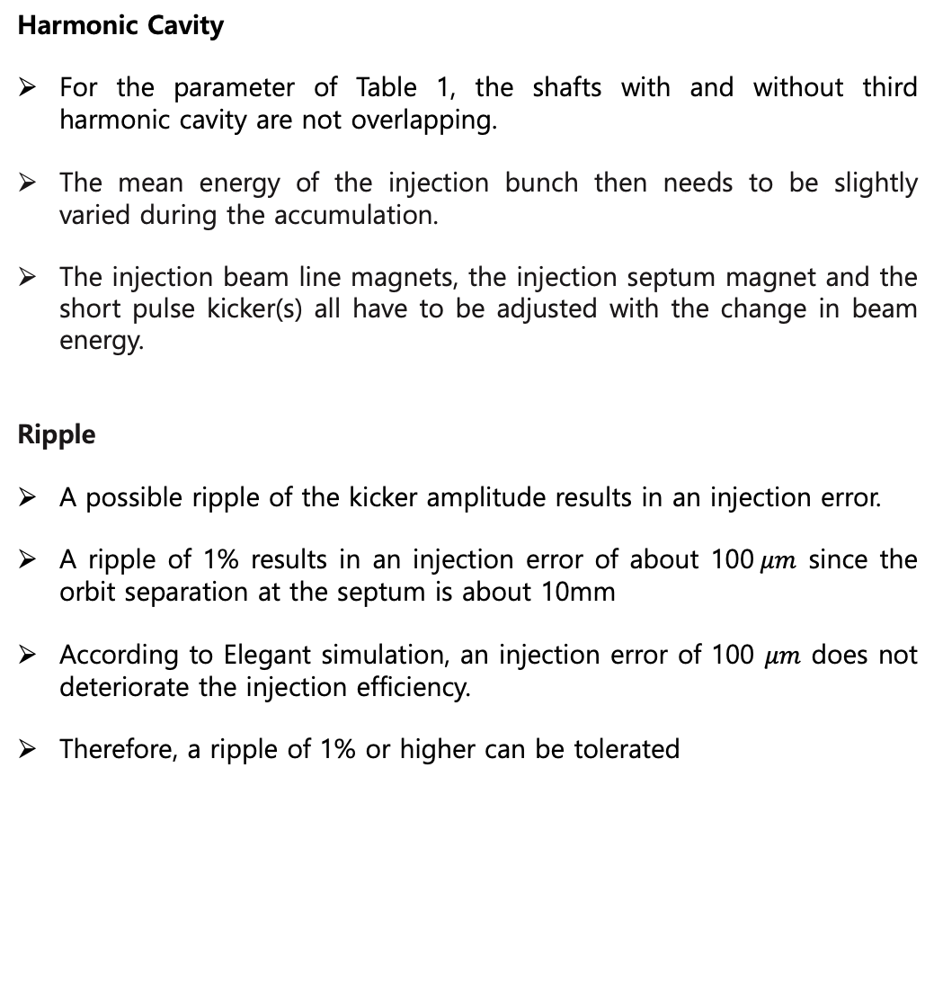 Harmonic Cavity
➢ For the parameter of Table 1, the shafts with and without third
harmonic cavity are not overlapping.
➢ The mean energy of the injection bunch then needs to be slightly
varied during the accumulation.
➢ The injection beam line magnets, the injection septum magnet and the
short pulse kicker(s) all have to be adjusted with the change in beam
energy.
Ripple
➢ A possible ripple of the kicker amplitude results in an injection error.
➢ A ripple of 1% results in an injection error of about 100 μm since the
orbit separation at the septum is about 10mm
➢ According to Elegant simulation, an injection error of 100 μm does not
deteriorate the injection efficiency.
➢ Therefore, a ripple of 1% or higher can be tolerated